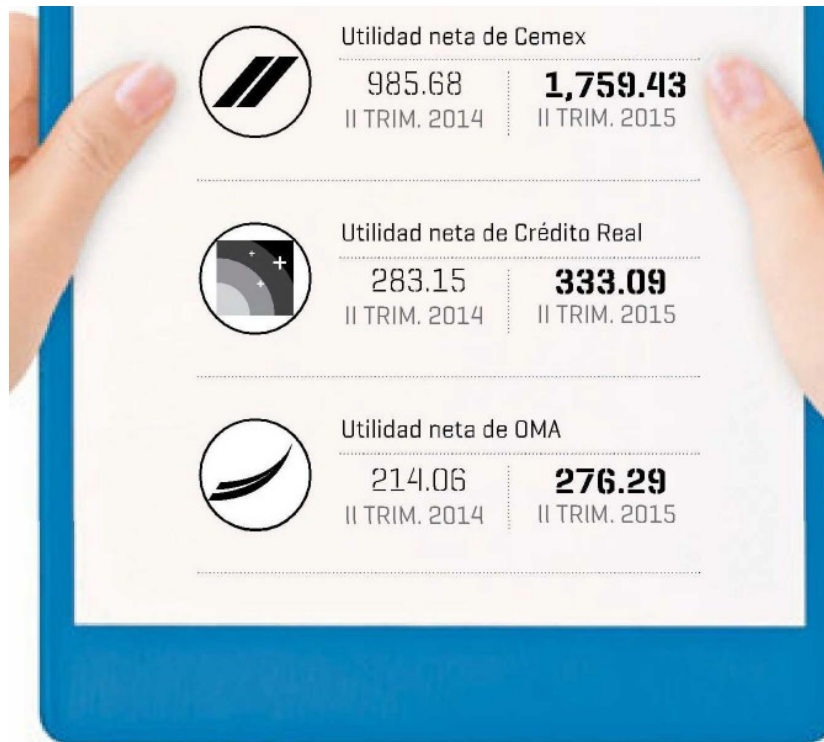 Utilidad neta de Cemex
985.68 1,759.43
II TRIM. 2014 II TRIM. 2015
Utilidad neta de Crédito Real
283.15 333.09
II TRIM. 2014 II TRIM. 2015
Utilidad neta de OMA
214.06 276.29
II TRIM. 2014 II TRIM. 2015